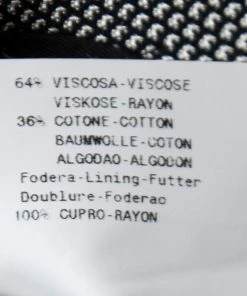 64% VISCOSA-VISCOSE
VISKOSE-RAYON
36% COTONE-COTTON
BAUMWOLLE-COTON
ALGODAO-ALGODON
Fodera-Lining-Futter
Doublure-Foderao
100% CUPRO-RAYON